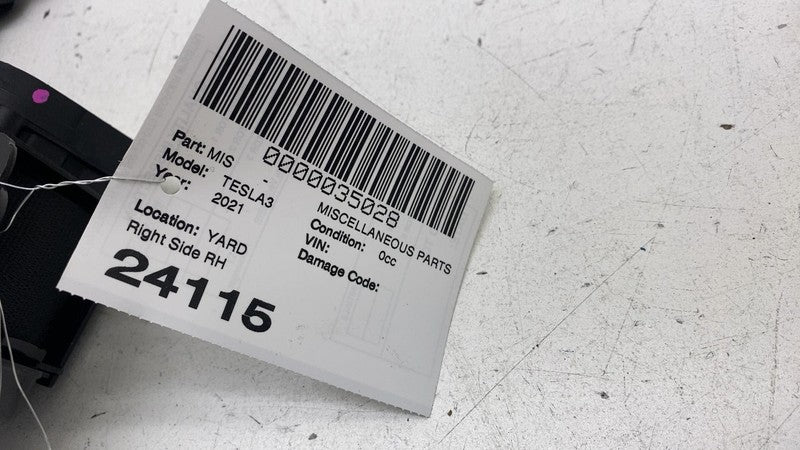 0000035028
Part: MIS - MISCELLANEOUS PARTS
Model: TESLA3 Condition: 0cc
Year: 2021 VIN:
Damage Code:
Location: YARD
Right Side RH
24115